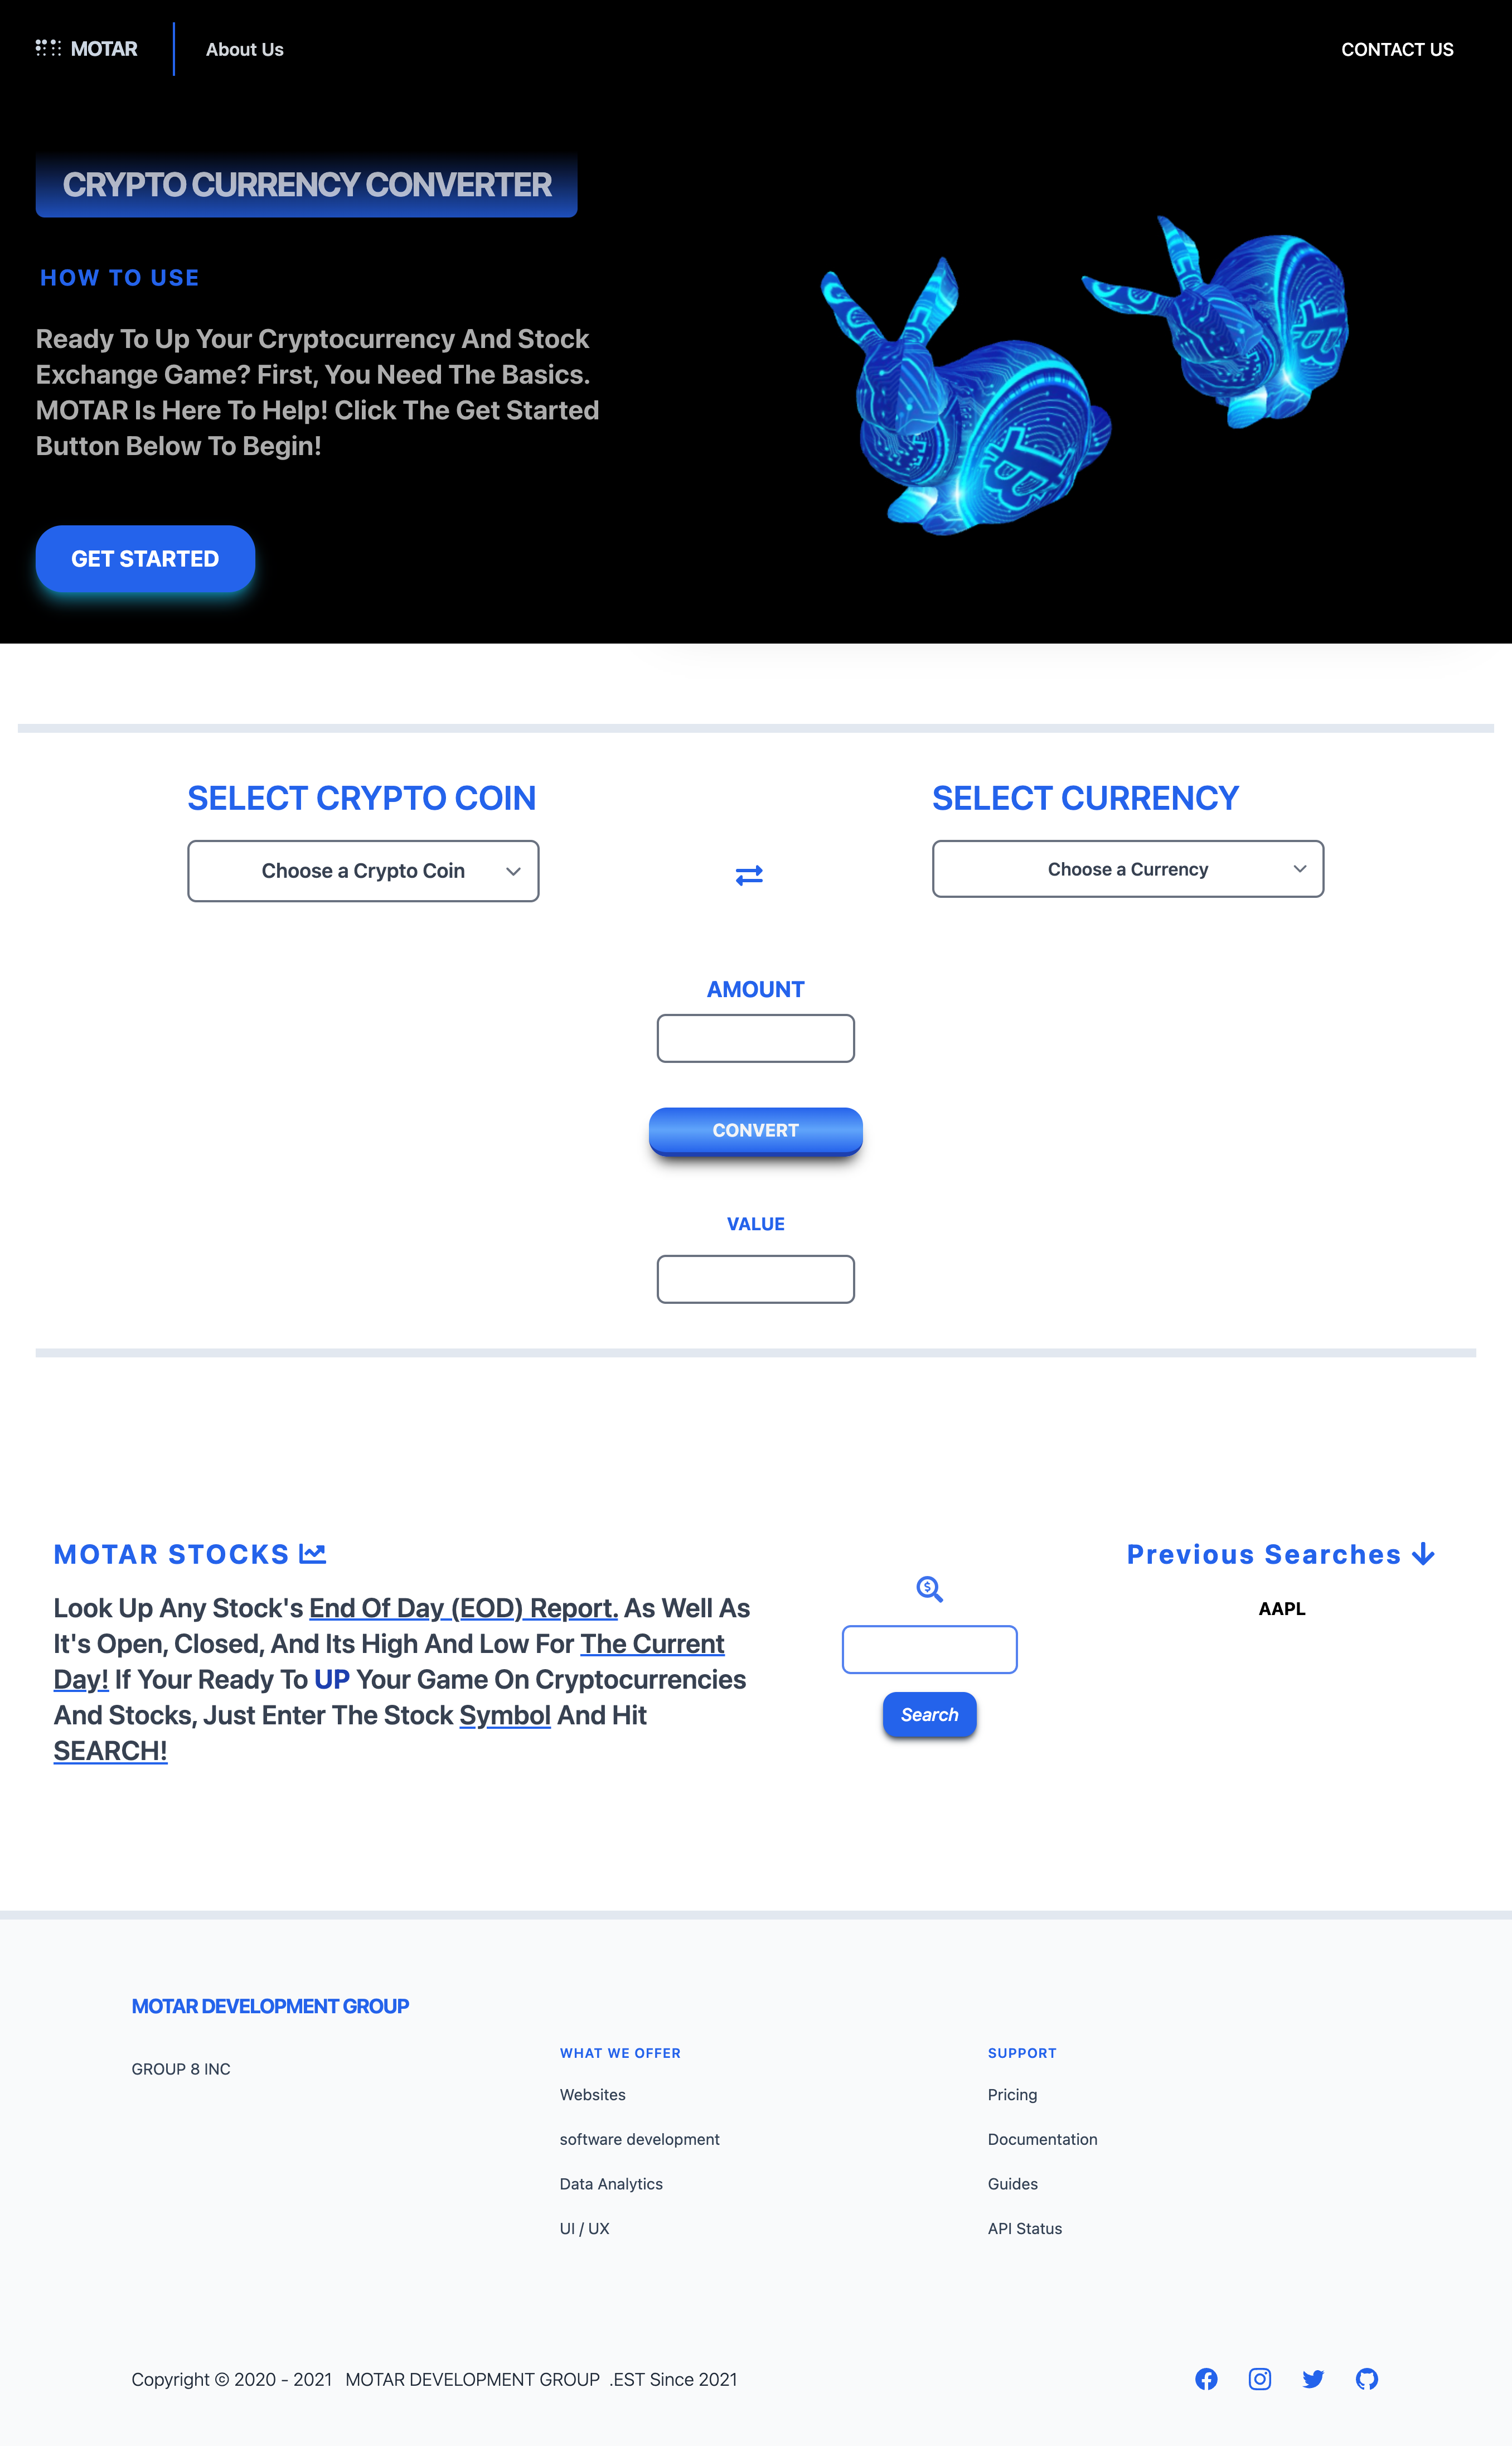 MOTAR
About Us
CONTACT US
CRYPTO CURRENCY CONVERTER
HOW TO USE
Ready To Up Your Cryptocurrency And Stock
Exchange Game? First, You Need The Basics.
MOTAR Is Here To Help! Click The Get Started
Button Below To Begin!
GET STARTED
SELECT CRYPTO COIN
Choose a Crypto Coin
SELECT CURRENCY
Choose a Currency
AMOUNT
CONVERT
VALUE
MOTAR STOCKS
Look Up Any Stock's End Of Day (EOD) Report. As Well As
It's Open, Closed, And Its High And Low For The Current
Day! If Your Ready To UP Your Game On Cryptocurrencies
And Stocks, Just Enter The Stock Symbol And Hit
SEARCH!
Search
Previous Searches
AAPL
MOTAR DEVELOPMENT GROUP
GROUP 8 INC
WHAT WE OFFER
Websites
software development
Data Analytics
UI / UX
SUPPORT
Pricing
Documentation
Guides
API Status
Copyright © 2020 - 2021 MOTAR DEVELOPMENT GROUP .EST Since 2021